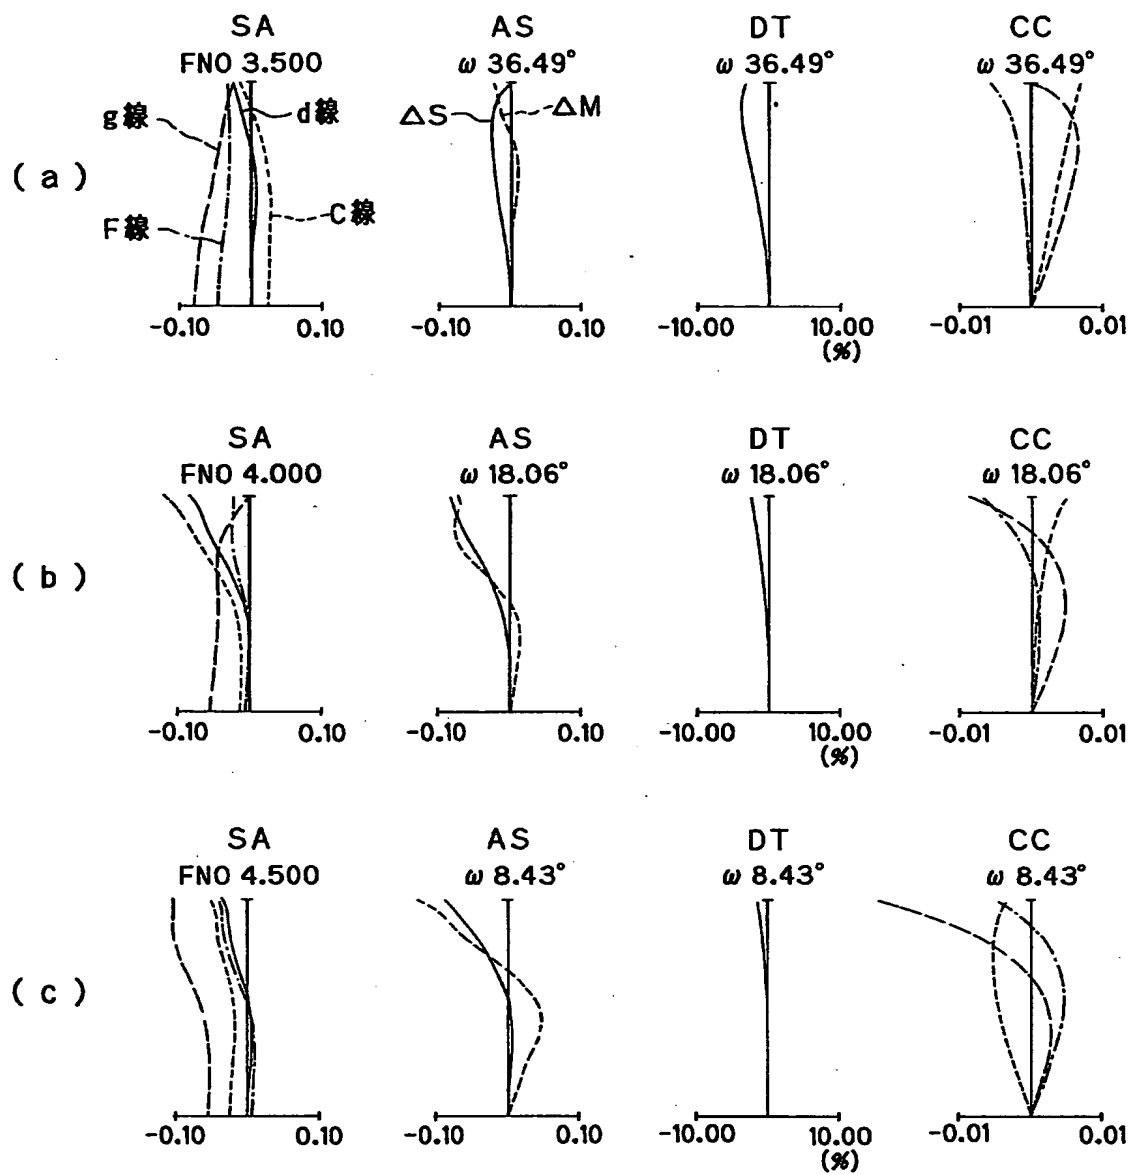 SA AS DT CC
FNO 3.500 ω 36.49° ω 36.49° ω 36.49°
g線 d線 ΔS ΔM
(a)
F線 C線
-0.10 0.10 -0.10 0.10 -10.00 10.00 -0.01 0.01
(%)
SA AS DT CC
FNO 4.000 ω 18.06° ω 18.06° ω 18.06°
(b)
-0.10 0.10 -0.10 0.10 -10.00 10.00 -0.01 0.01
(%)
SA AS DT CC
FNO 4.500 ω 8.43° ω 8.43° ω 8.43°
(c)
-0.10 0.10 -0.10 0.10 -10.00 10.00 -0.01 0.01
(%)